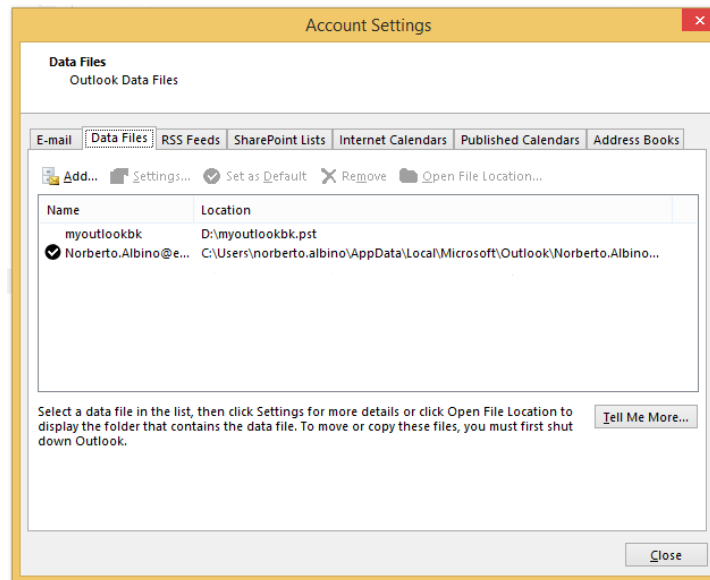 Account Settings
Data Files
Outlook Data Files
E-mail Data Files RSS Feeds SharePoint Lists Internet Calendars Published Calendars Address Books
Add... Settings... Set as Default Remove Open File Location...
Name Location
myoutlookbk D:\myoutlookbk.pst
Norberto.Albino@e... C:\Users\norberto.albino\AppData\Local\Microsoft\Outlook\Norberto.Albino...
Select a data file in the list, then click Settings for more details or click Open File Location to
display the folder that contains the data file. To move or copy these files, you must first shut
down Outlook.
Tell Me More...
Close